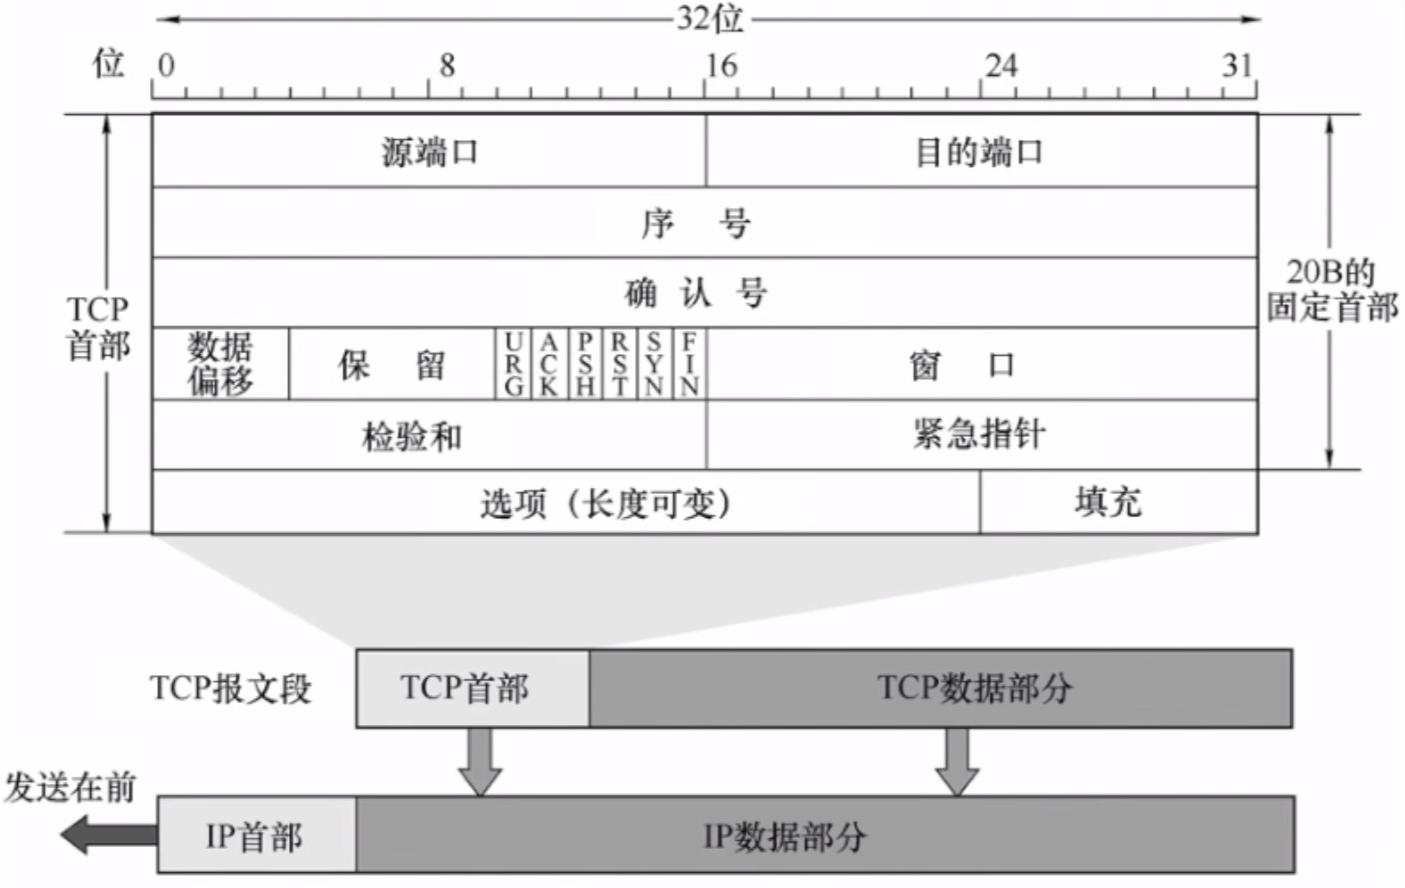 32位
位 0 8 16 24 31
源端口 目的端口
序 号
确 认 号
TCP
首部
20B的
固定首部
数据
偏移
保 留
URG ACK PSH RST SYN FIN
窗 口
检验和 紧急指针
选项（长度可变） 填充
TCP报文段 TCP首部 TCP数据部分
发送在前
IP首部 IP数据部分